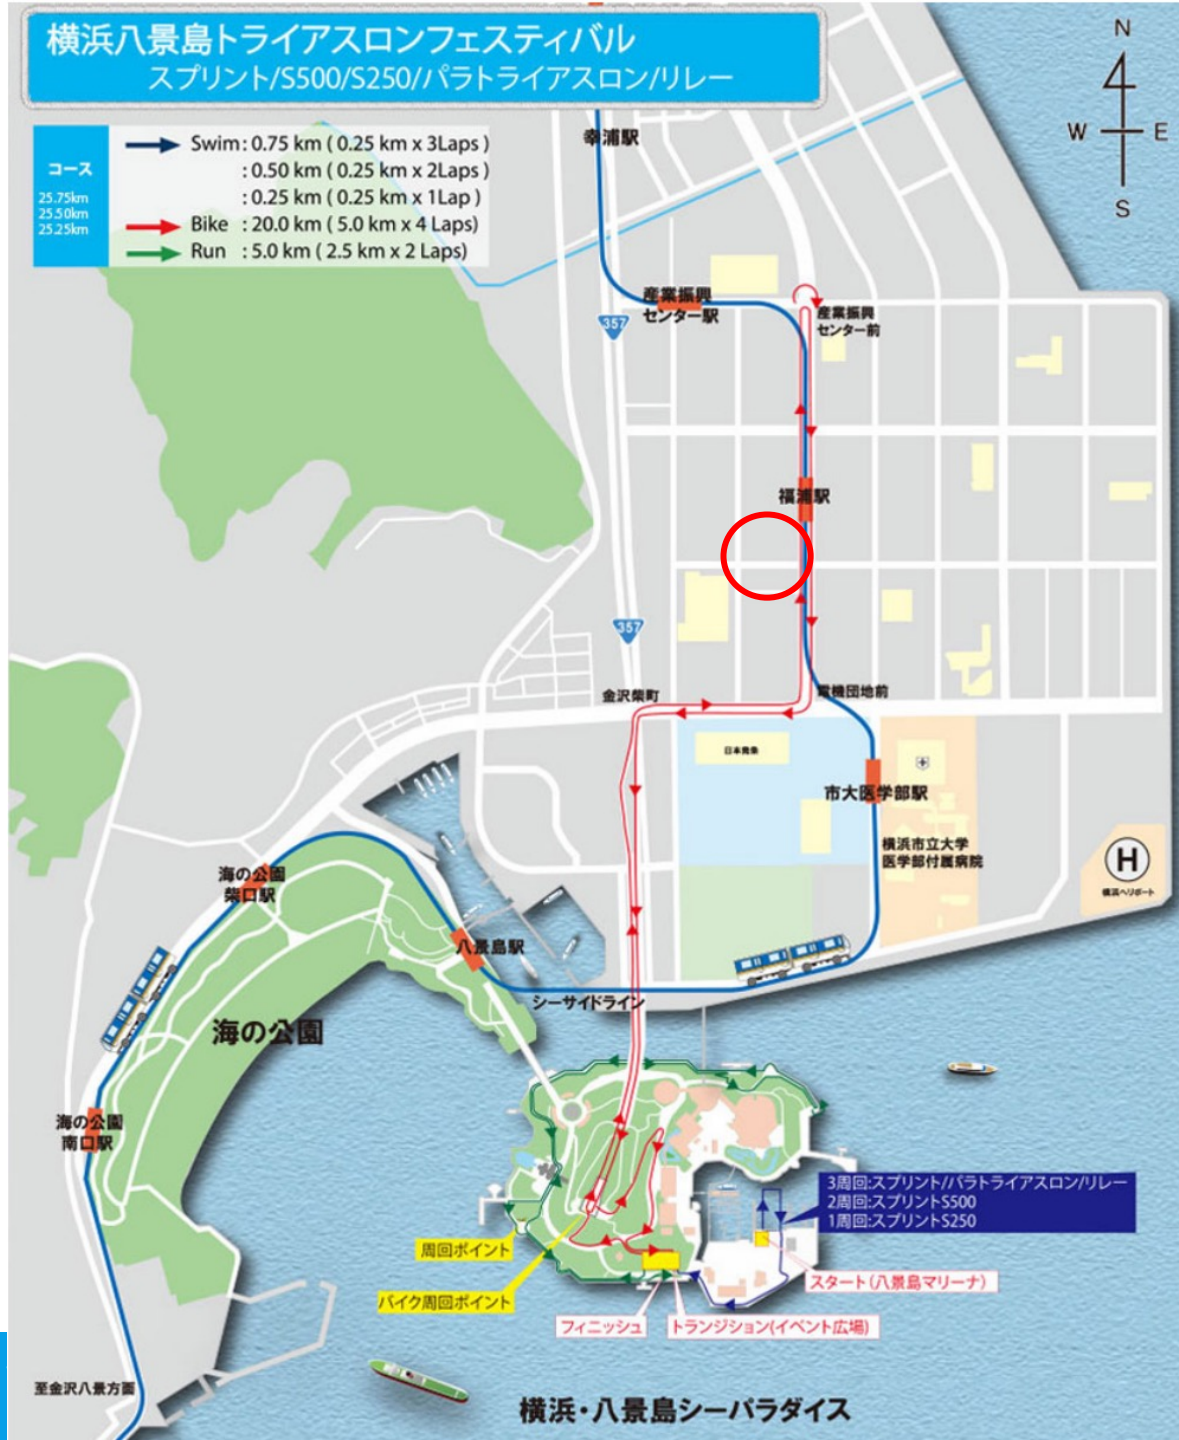 横浜八景島トライアスロンフェスティバル
スプリント/S500/S250/パラトライアスロン/リレー
N
W E
S
コース
25.75km
25.50km
25.25km
Swim : 0.75 km ( 0.25 km x 3Laps )
: 0.50 km ( 0.25 km x 2Laps )
: 0.25 km ( 0.25 km x 1Lap )
Bike : 20.0 km ( 5.0 km x 4 Laps)
Run : 5.0 km ( 2.5 km x 2 Laps)
幸浦駅
産業振興
センター駅
産業振興
センター前
357
福浦駅
357
金沢柴町
電機団地前
日本発条
市大医学部駅
横浜市立大学
医学部付属病院
H
横浜ヘリポート
海の公園
柴口駅
八景島駅
シーサイドライン
海の公園
海の公園
南口駅
3周回:スプリント/パラトライアスロン/リレー
2周回:スプリントS500
1周回:スプリントS250
周回ポイント
スタート(八景島マリーナ)
バイク周回ポイント
フィニッシュ
トランジション(イベント広場)
至金沢八景方面
横浜・八景島シーパラダイス